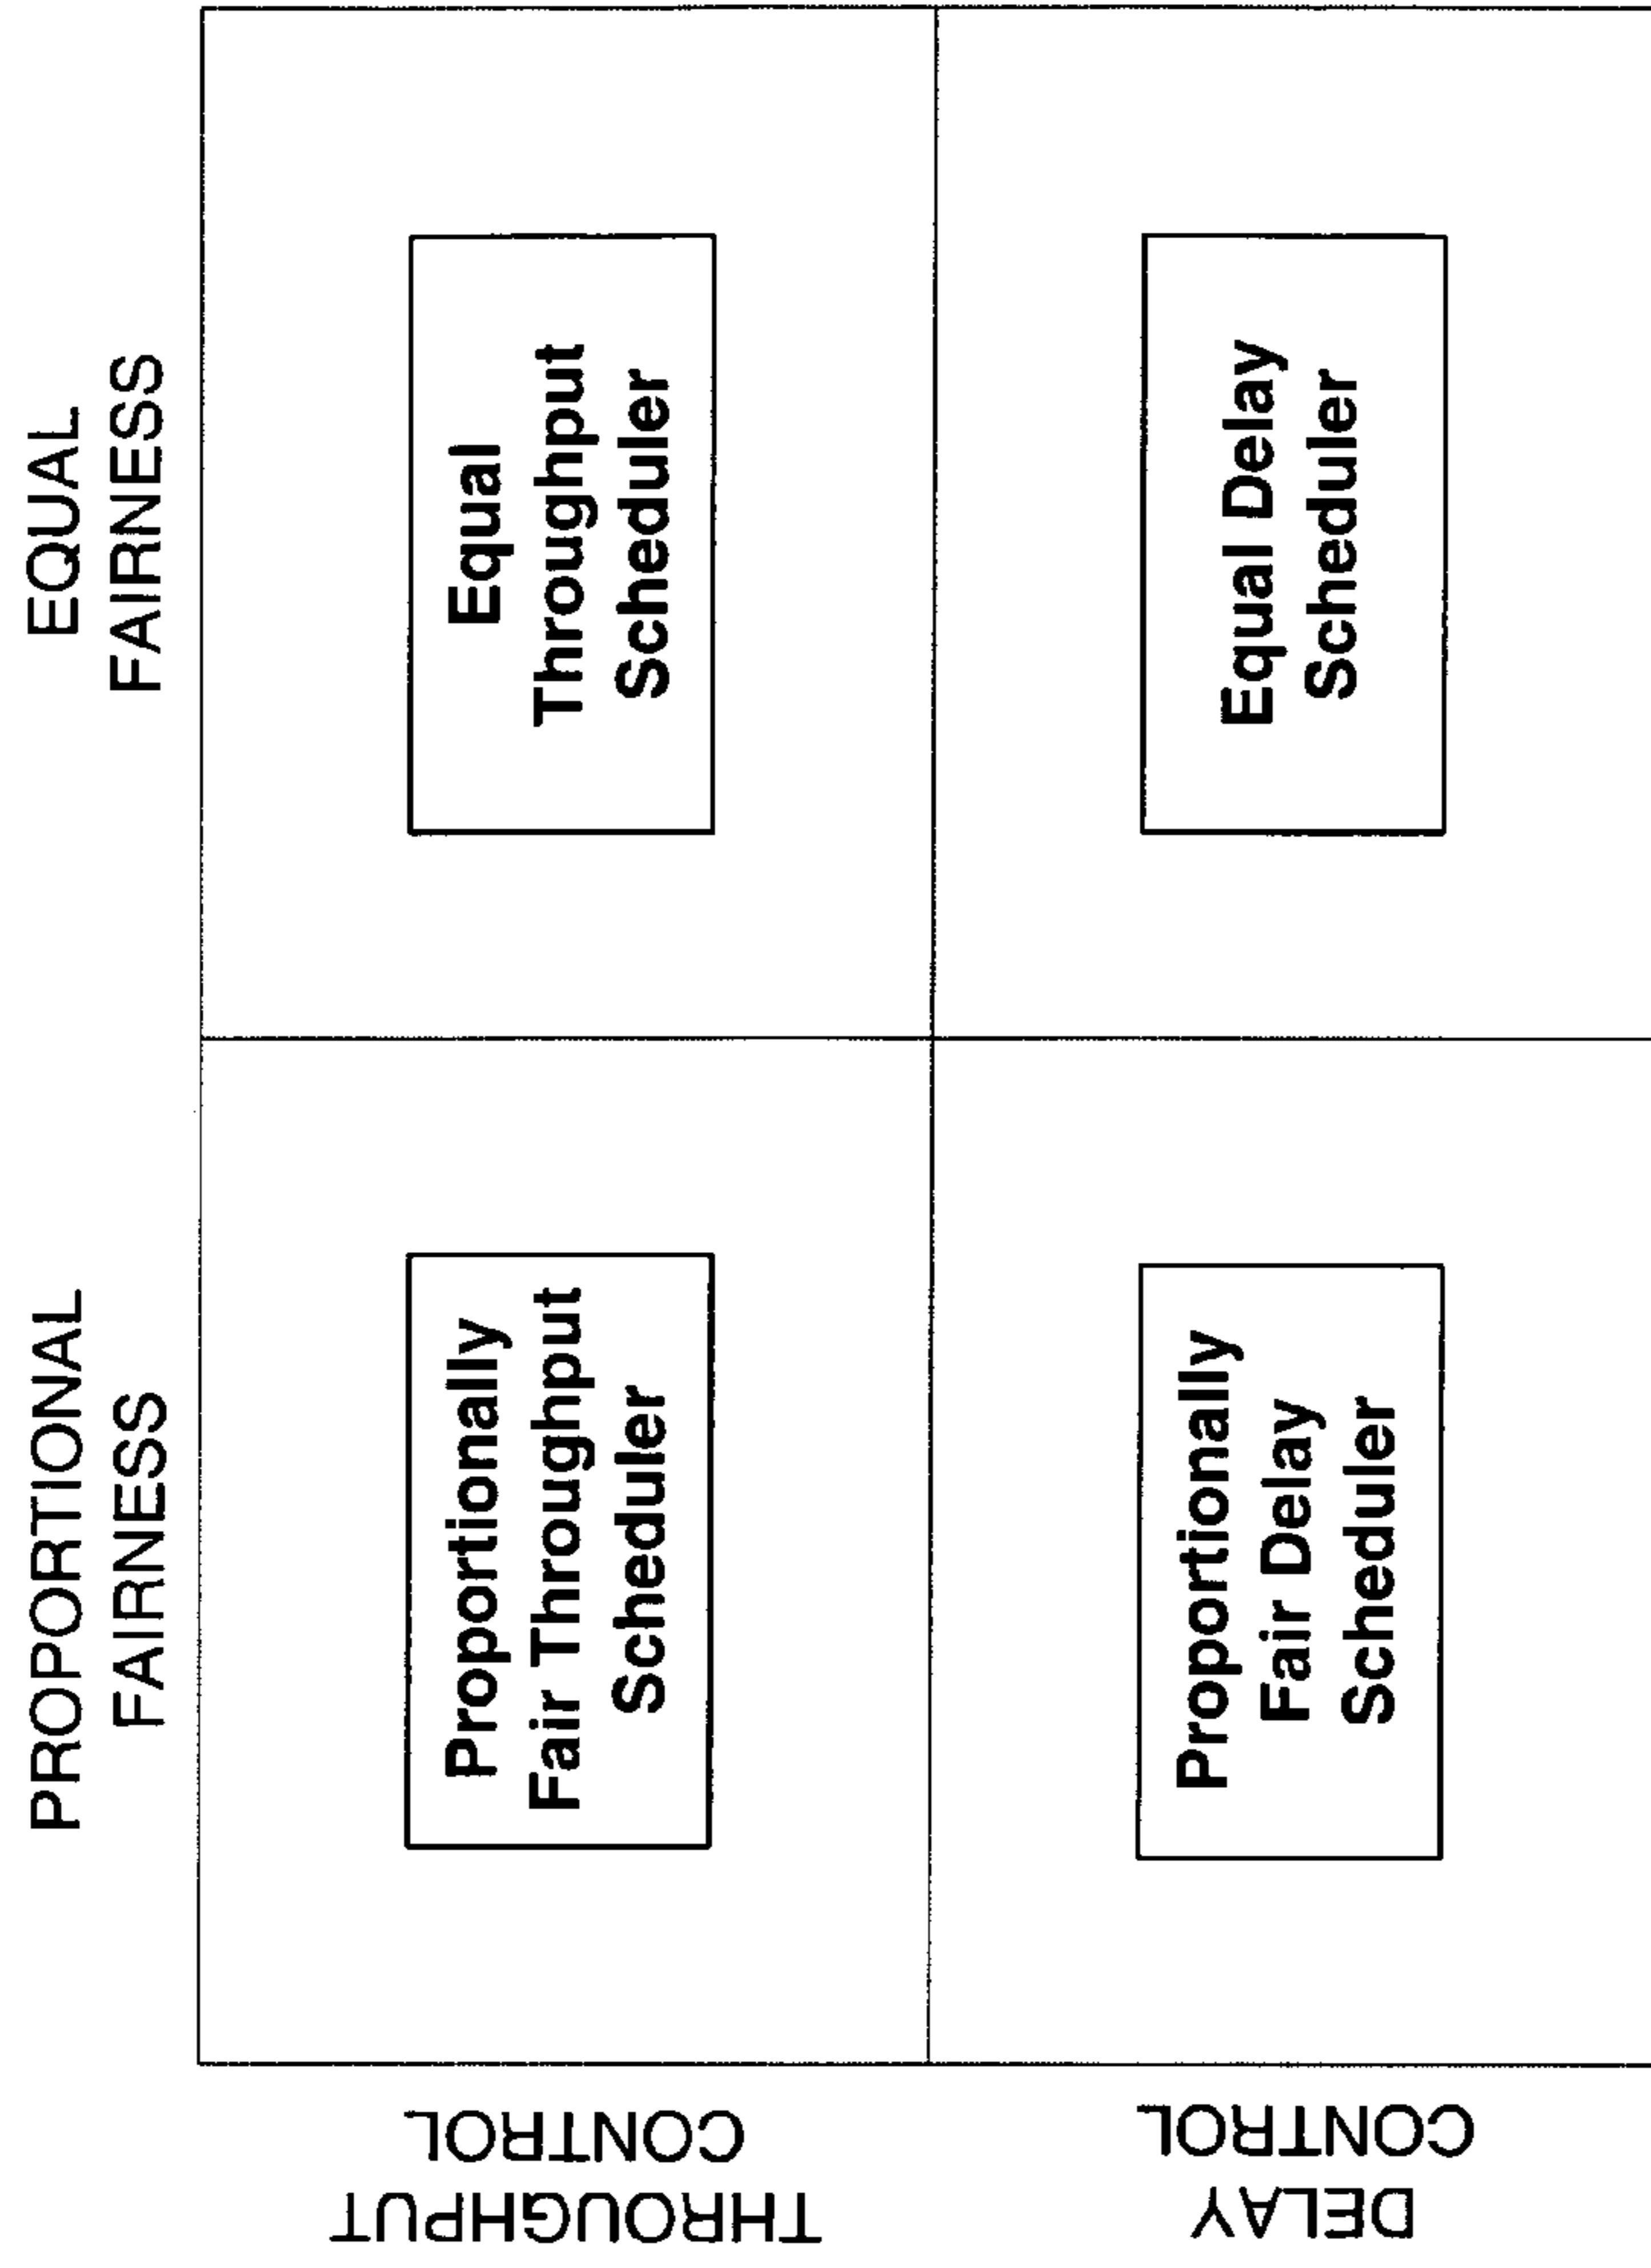 PROPORTIONAL
FAIRNESS
EQUAL
FAIRNESS
THROUGHPUT
CONTROL
Proportionally
Fair Throughput
Scheduler
Equal
Throughput
Scheduler
DELAY
CONTROL
Proportionally
Fair Delay
Scheduler
Equal Delay
Scheduler